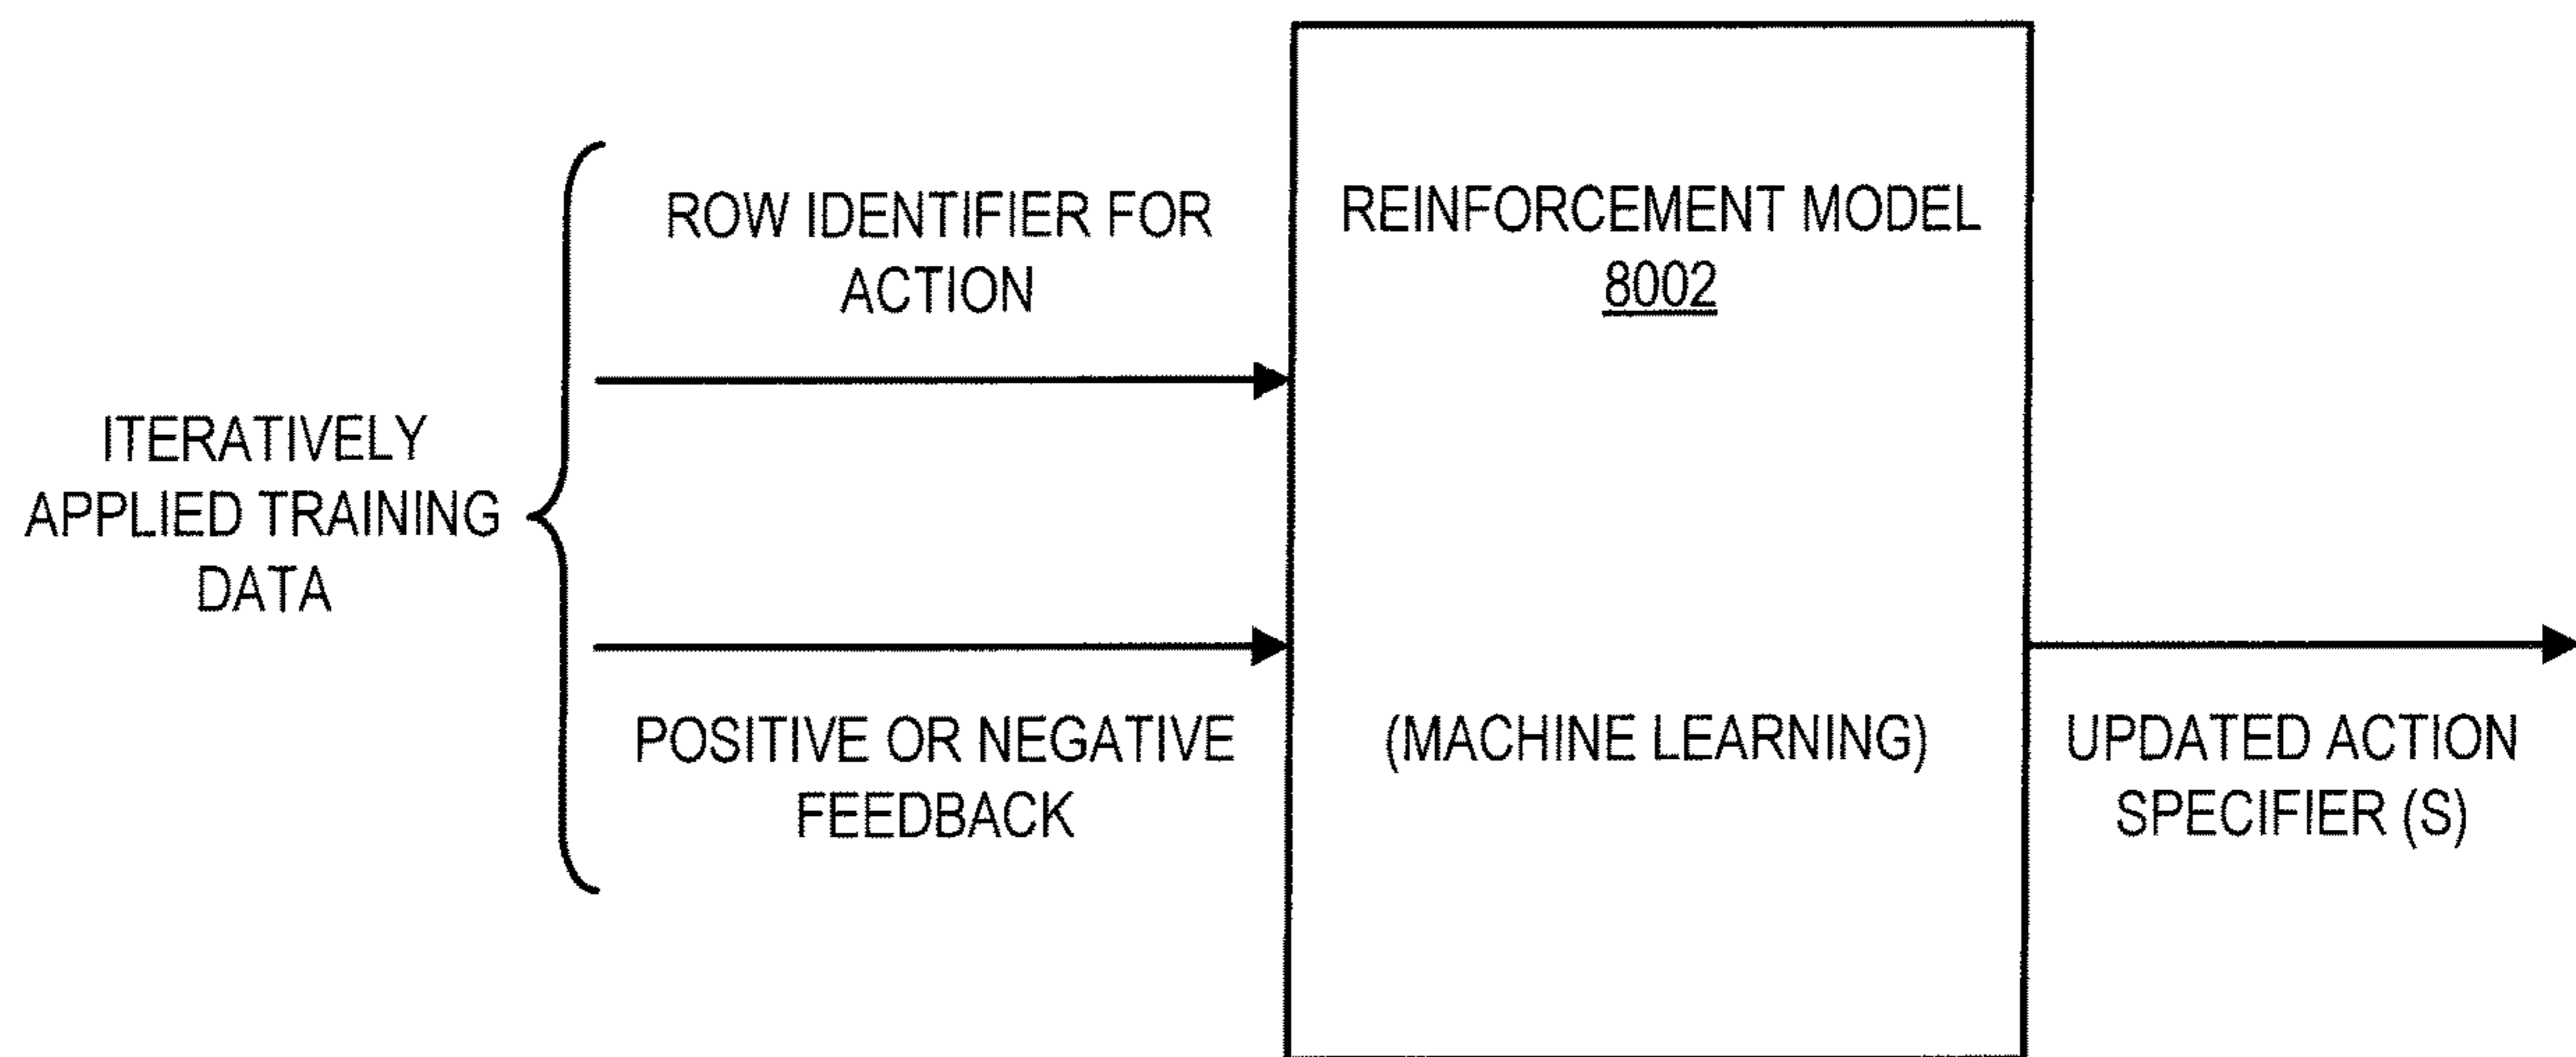 ITERATIVELY
APPLIED TRAINING
DATA
ROW IDENTIFIER FOR
ACTION
POSITIVE OR NEGATIVE
FEEDBACK
REINFORCEMENT MODEL
8002
(MACHINE LEARNING)
UPDATED ACTION
SPECIFIER (S)